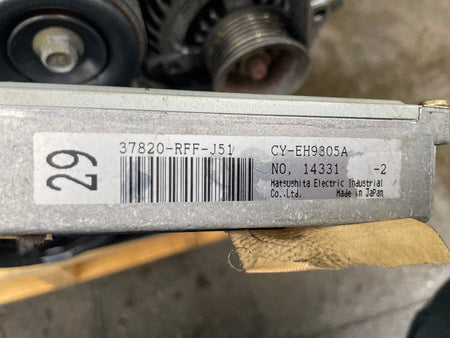 29
37820-RFF-J51
CY-EH9805A
NO, 14331 -2
Matsushita Electric Industrial
Co.,Ltd. Made in Japan